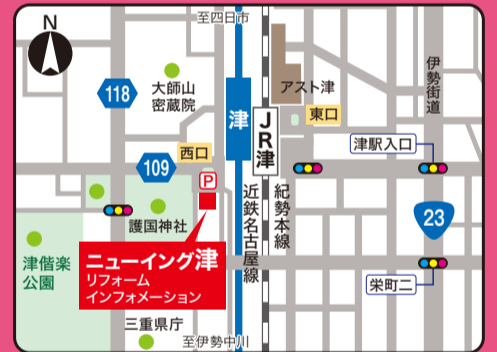 N
至四日市
118
大師山
密蔵院
津
JR津
アスト津
東口
伊勢街道
西口
109
P
津駅入口
護国神社
近鉄名古屋線
紀勢本線
23
津偕楽
公園
ニューイング津
リフォーム
インフォメーション
栄町二
三重県庁
至伊勢中川